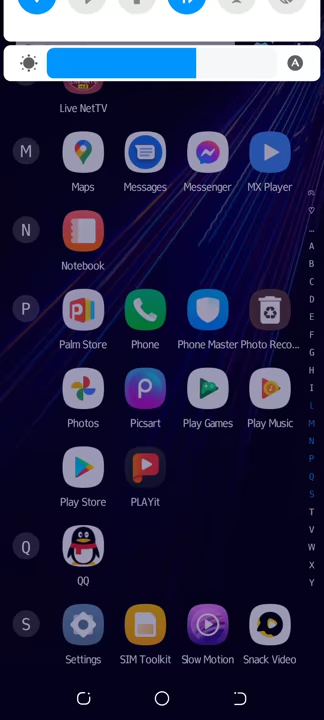 A
Live NetTV
M
Maps
Messages
Messenger
MX Player
N
Notebook
P
Palm Store
Phone
Phone Master
Photo Reco...
Photos
Picsart
Play Games
Play Music
Play Store
PLAYit
Q
QQ
S
Settings
SIM Toolkit
Slow Motion
Snack Video
...
A
B
C
D
E
F
G
H
I
L
M
N
P
Q
S
T
V
W
X
Y